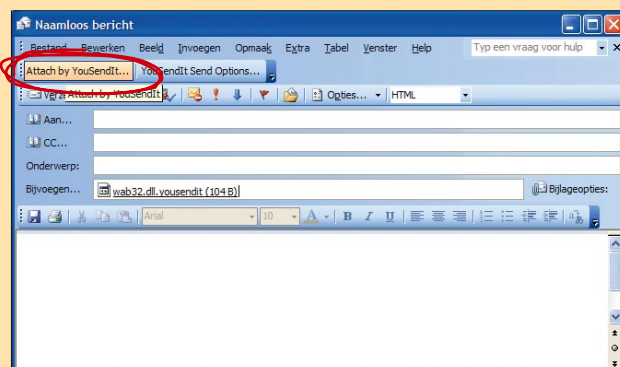 Naamloos bericht
Bestand Bewerken Beeld Invoegen Opmaak Extra Tabel Venster Help Typ een vraag voor hulp
Attach by YouSendIt... YouSendIt Send Options...
Attach by YouSendIt Opties... HTML
Aan...
CC...
Onderwerp:
Bijvoegen... wab32.dll.yousendit (104 B) Bijlageopties:
Arial 10 A B I U